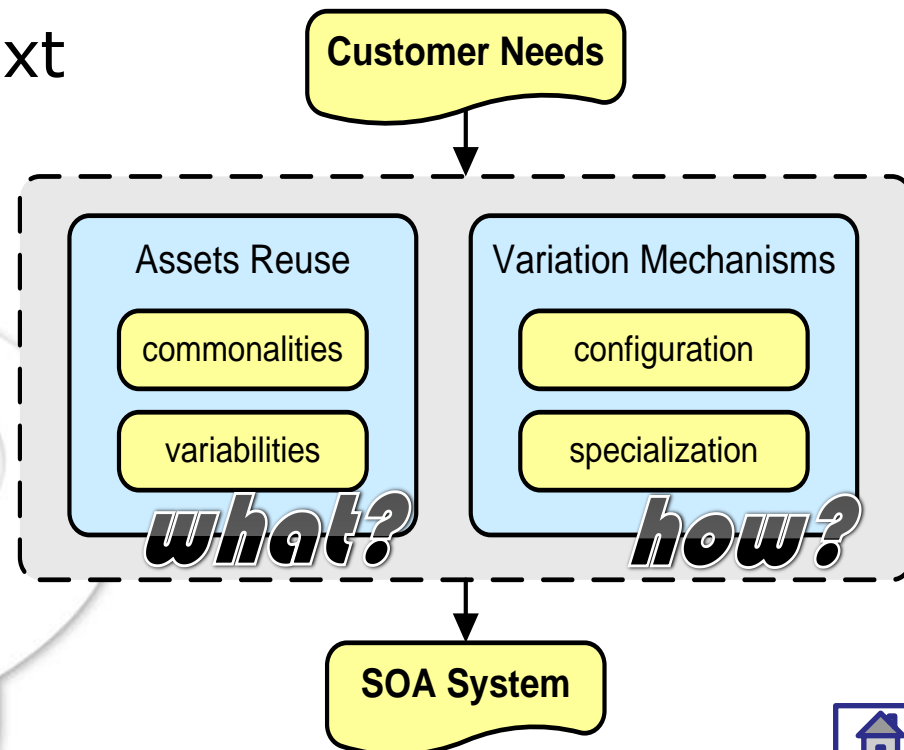 xt
Customer Needs
Assets Reuse
Variation Mechanisms
commonalities
configuration
variabilities
specialization
what?
how?
SOA System